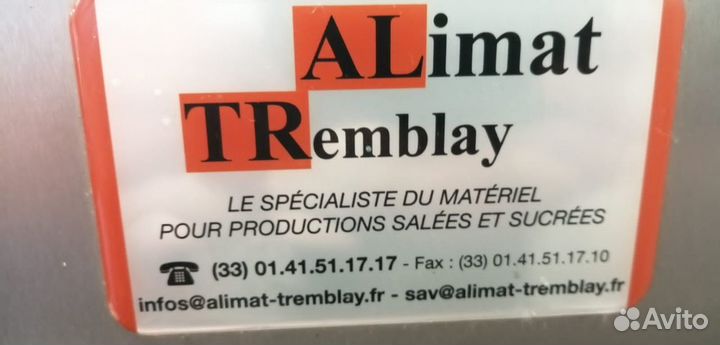 ALimat
TRemblay
LE SPÉCIALISTE DU MATÉRIEL
POUR PRODUCTIONS SALÉES ET SUCRÉES
(33) 01.41.51.17.17 - Fax : (33) 01.41.51.17.10
infos@alimat-tremblay.fr - sav@alimat-tremblay.fr
Avito